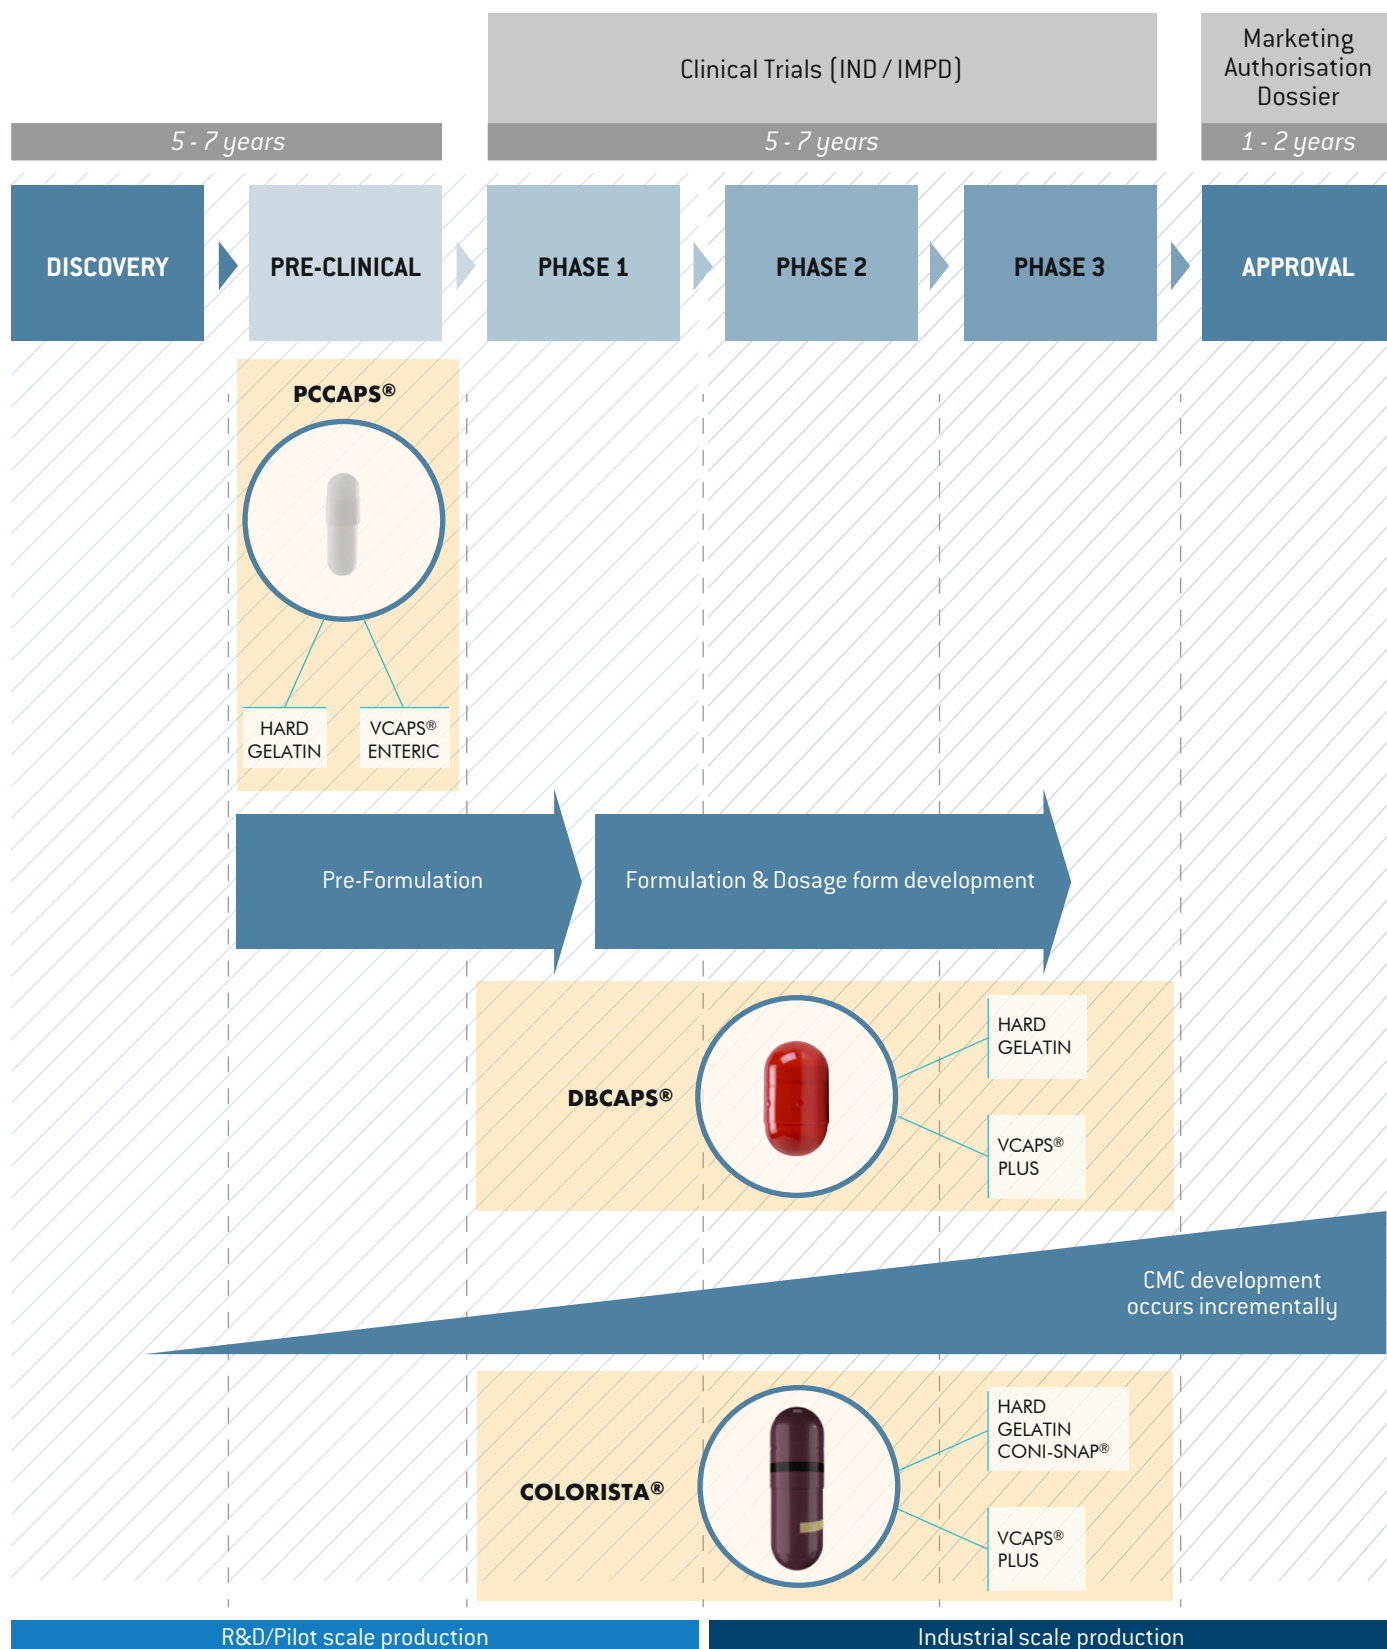 Clinical Trials (IND / IMPD)
Marketing
Authorisation
Dossier
5 - 7 years
5 - 7 years
1 - 2 years
DISCOVERY
PRE-CLINICAL
PHASE 1
PHASE 2
PHASE 3
APPROVAL
PCCAPS®
HARD
GELATIN
VCAPS®
ENTERIC
Pre-Formulation
Formulation & Dosage form development
DBCAPS®
HARD
GELATIN
VCAPS®
PLUS
CMC development
occurs incrementally
COLORISTA®
HARD
GELATIN
CONI-SNAP®
VCAPS®
PLUS
R&D/Pilot scale production
Industrial scale production